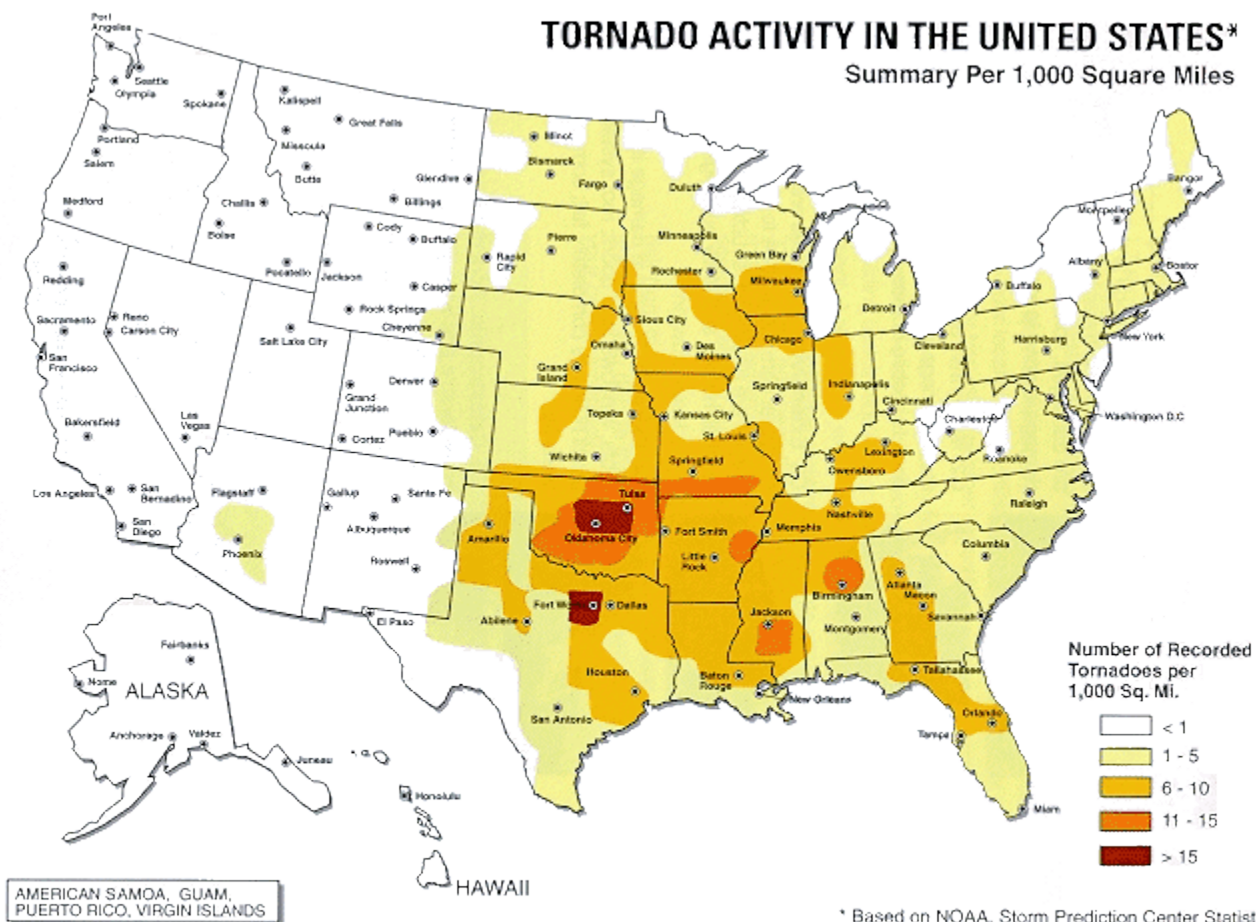 TORNADO ACTIVITY IN THE UNITED STATES*
Summary Per 1,000 Square Miles
Port
Angeles
Seattle
Olympia
Spokane
Portland
Salem
Medford
Kalispell
Great Falls
Missoula
Butte
Glendive
Billings
Challis
Boise
Pocatello
Cody
Buffalo
Jackson
Casper
Rock Springs
Cheyenne
Minot
Bismarck
Fargo
Pierre
Rapid
City
Duluth
Minneapolis
Rochester
Green Bay
Milwaukee
Detroit
Montpelier
Bangor
Albany
Boston
Buffalo
New York
Harrisburg
Cleveland
Washington D.C
Redding
Sacramento
San
Francisco
Reno
Carson City
Bakersfield
Las
Vegas
Los Angeles
San
Bernadino
San
Diego
Salt Lake City
Denver
Grand
Junction
Cortez
Pueblo
Flagstaff
Phoenix
Gallup
Santa Fe
Albuquerque
Roswell
El Paso
Sioux City
Omaha
Grand
Island
Des
Moines
Chicago
Springfield
Indianapolis
Cincinnati
Charleston
Roanoke
Topeka
Kansas City
St. Louis
Wichita
Springfield
Lexington
Owensboro
Raleigh
Nashville
Tulsa
Oklahoma City
Fort Smith
Memphis
Little
Rock
Amarillo
Columbia
Atlanta
Macon
Birmingham
Savannah
Montgomery
Fort Wo
Dallas
Abilene
Jackson
Houston
Baton
Rouge
New Orleans
San Antonio
Tallahassee
Orlando
Tampa
Miam
Fairbanks
Nome
ALASKA
Anchorage
Valdez
Juneau
Honolulu
HAWAII
AMERICAN SAMOA, GUAM,
PUERTO RICO, VIRGIN ISLANDS
Number of Recorded
Tornadoes per
1,000 Sq. Mi.
< 1
1 - 5
6 - 10
11 - 15
> 15
* Based on NOAA, Storm Prediction Center Statist